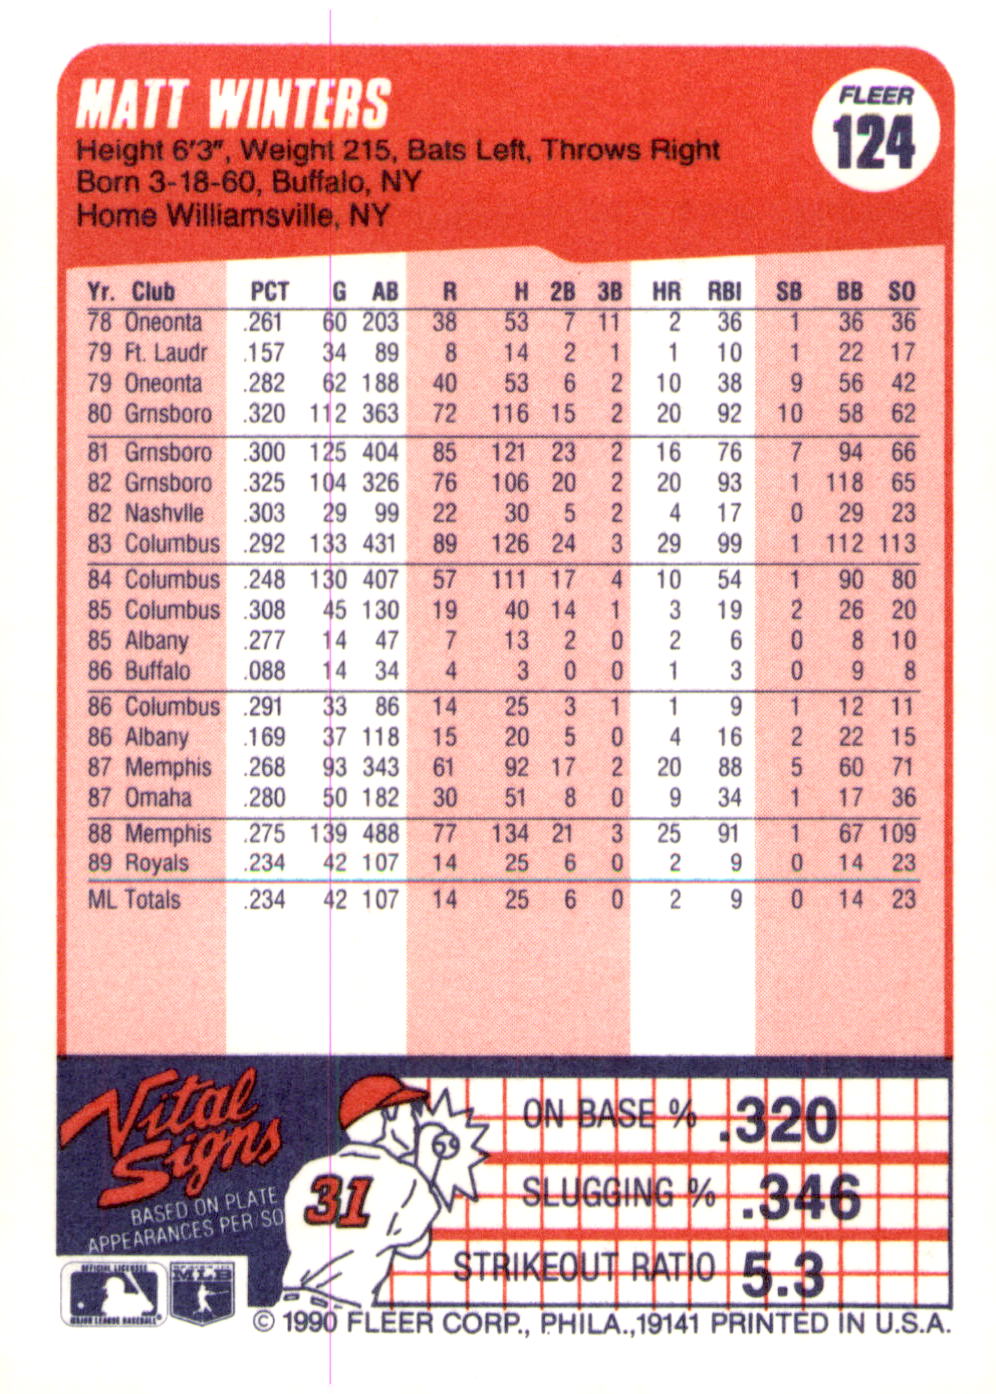 MATT WINTERS
FLEER
124
Height 6'3", Weight 215, Bats Left, Throws Right
Born 3-18-60, Buffalo, NY
Home Williamsville, NY
Yr. Club PCT G AB R H 2B 3B HR RBI SB BB SO
78 Oneonta .261 60 203 38 53 7 11 2 36 1 36 36
79 Ft. Laudr .157 34 89 8 14 2 1 1 10 1 22 17
79 Oneonta .282 62 188 40 53 6 2 10 38 9 56 42
80 Grnsboro .320 112 363 72 116 15 2 20 92 10 58 62
81 Grnsboro .300 125 404 85 121 23 2 16 76 7 94 66
82 Grnsboro .325 104 326 76 106 20 2 20 93 1 118 65
82 Nashvlle .303 29 99 22 30 5 2 4 17 0 29 23
83 Columbus .292 133 431 89 126 24 3 29 99 1 112 113
84 Columbus .248 130 407 57 111 17 4 10 54 1 90 80
85 Columbus .308 45 130 19 40 14 1 3 19 2 26 20
85 Albany .277 14 47 7 13 2 0 2 6 0 8 10
86 Buffalo .088 14 34 4 3 0 0 1 3 0 9 8
86 Columbus .291 33 86 14 25 3 1 1 9 1 12 11
86 Albany .169 37 118 15 20 5 0 4 16 2 22 15
87 Memphis .268 93 343 61 92 17 2 20 88 5 60 71
87 Omaha .280 50 182 30 51 8 0 9 34 1 17 36
88 Memphis .275 139 488 77 134 21 3 25 91 1 67 109
89 Royals .234 42 107 14 25 6 0 2 9 0 14 23
ML Totals .234 42 107 14 25 6 0 2 9 0 14 23
Vital
Signs
BASED ON PLATE
APPEARANCES PER/SO
31
ON BASE % .320
SLUGGING % .346
STRIKEOUT RATIO 5.3
OFFICIAL LICENSEE
MAJOR LEAGUE BASEBALL®
MLB
© 1990 FLEER CORP., PHILA.,19141 PRINTED IN U.S.A.